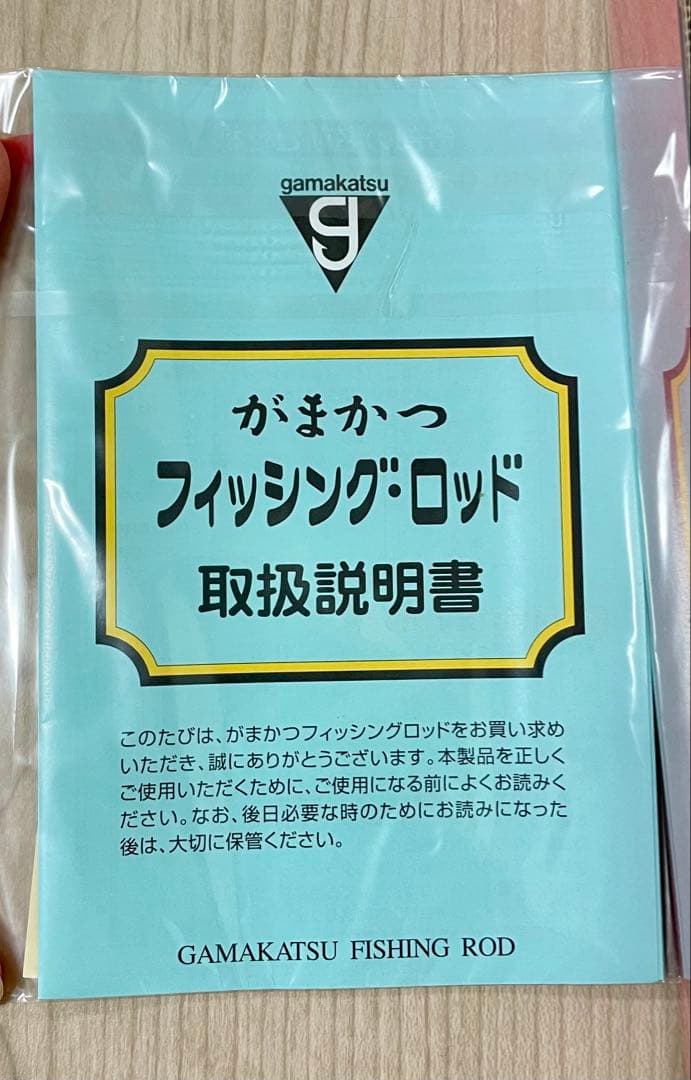 gamakatsu
がまかつ
フィッシング・ロッド
取扱説明書
このたびは、がまかつフィッシングロッドをお買い求め
いただき、誠にありがとうございます。本製品を正しく
ご使用いただくために、ご使用になる前によくお読みく
ださい。なお、後日必要な時のためにお読みになった
後は、大切に保管ください。
GAMAKATSU FISHING ROD